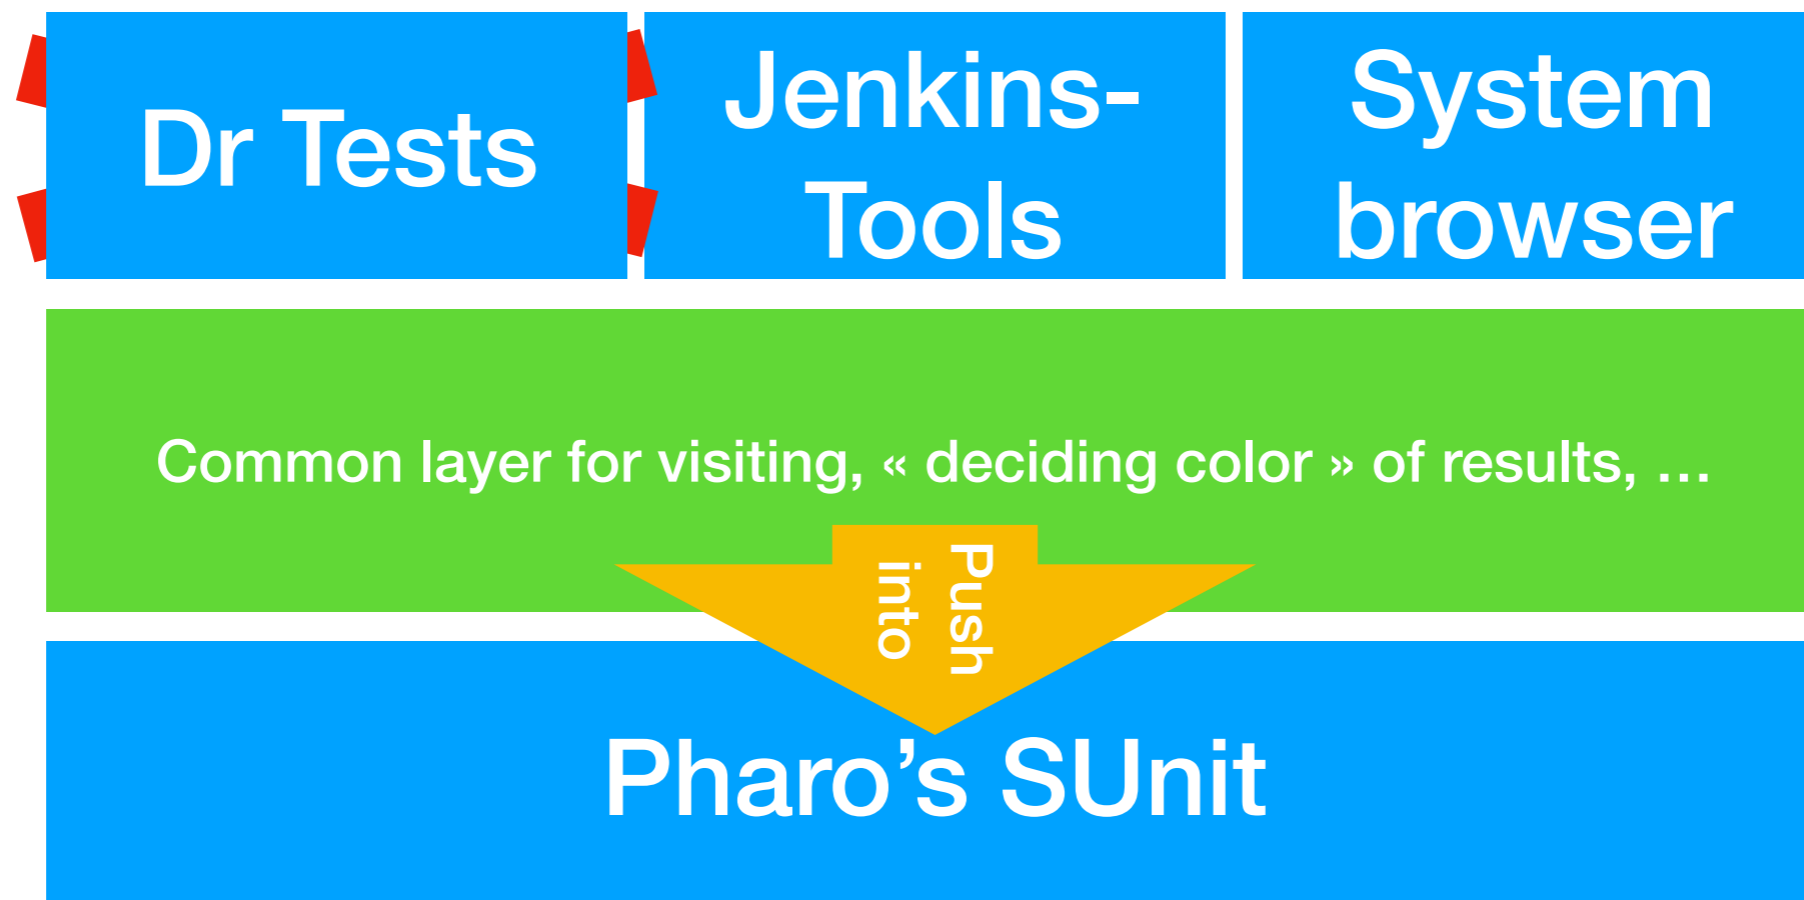 Dr Tests
Jenkins-
Tools
System
browser
Common layer for visiting, « deciding color » of results, …
Push
into
Pharo’s SUnit